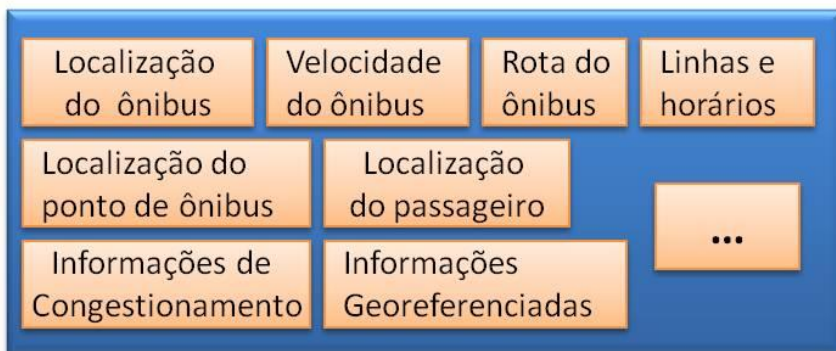 Localização
do ônibus
Velocidade
do ônibus
Rota do
ônibus
Linhas e
horários
Localização do
ponto de ônibus
Localização
do passageiro
...
Informações de
Congestionamento
Informações
Georeferenciadas